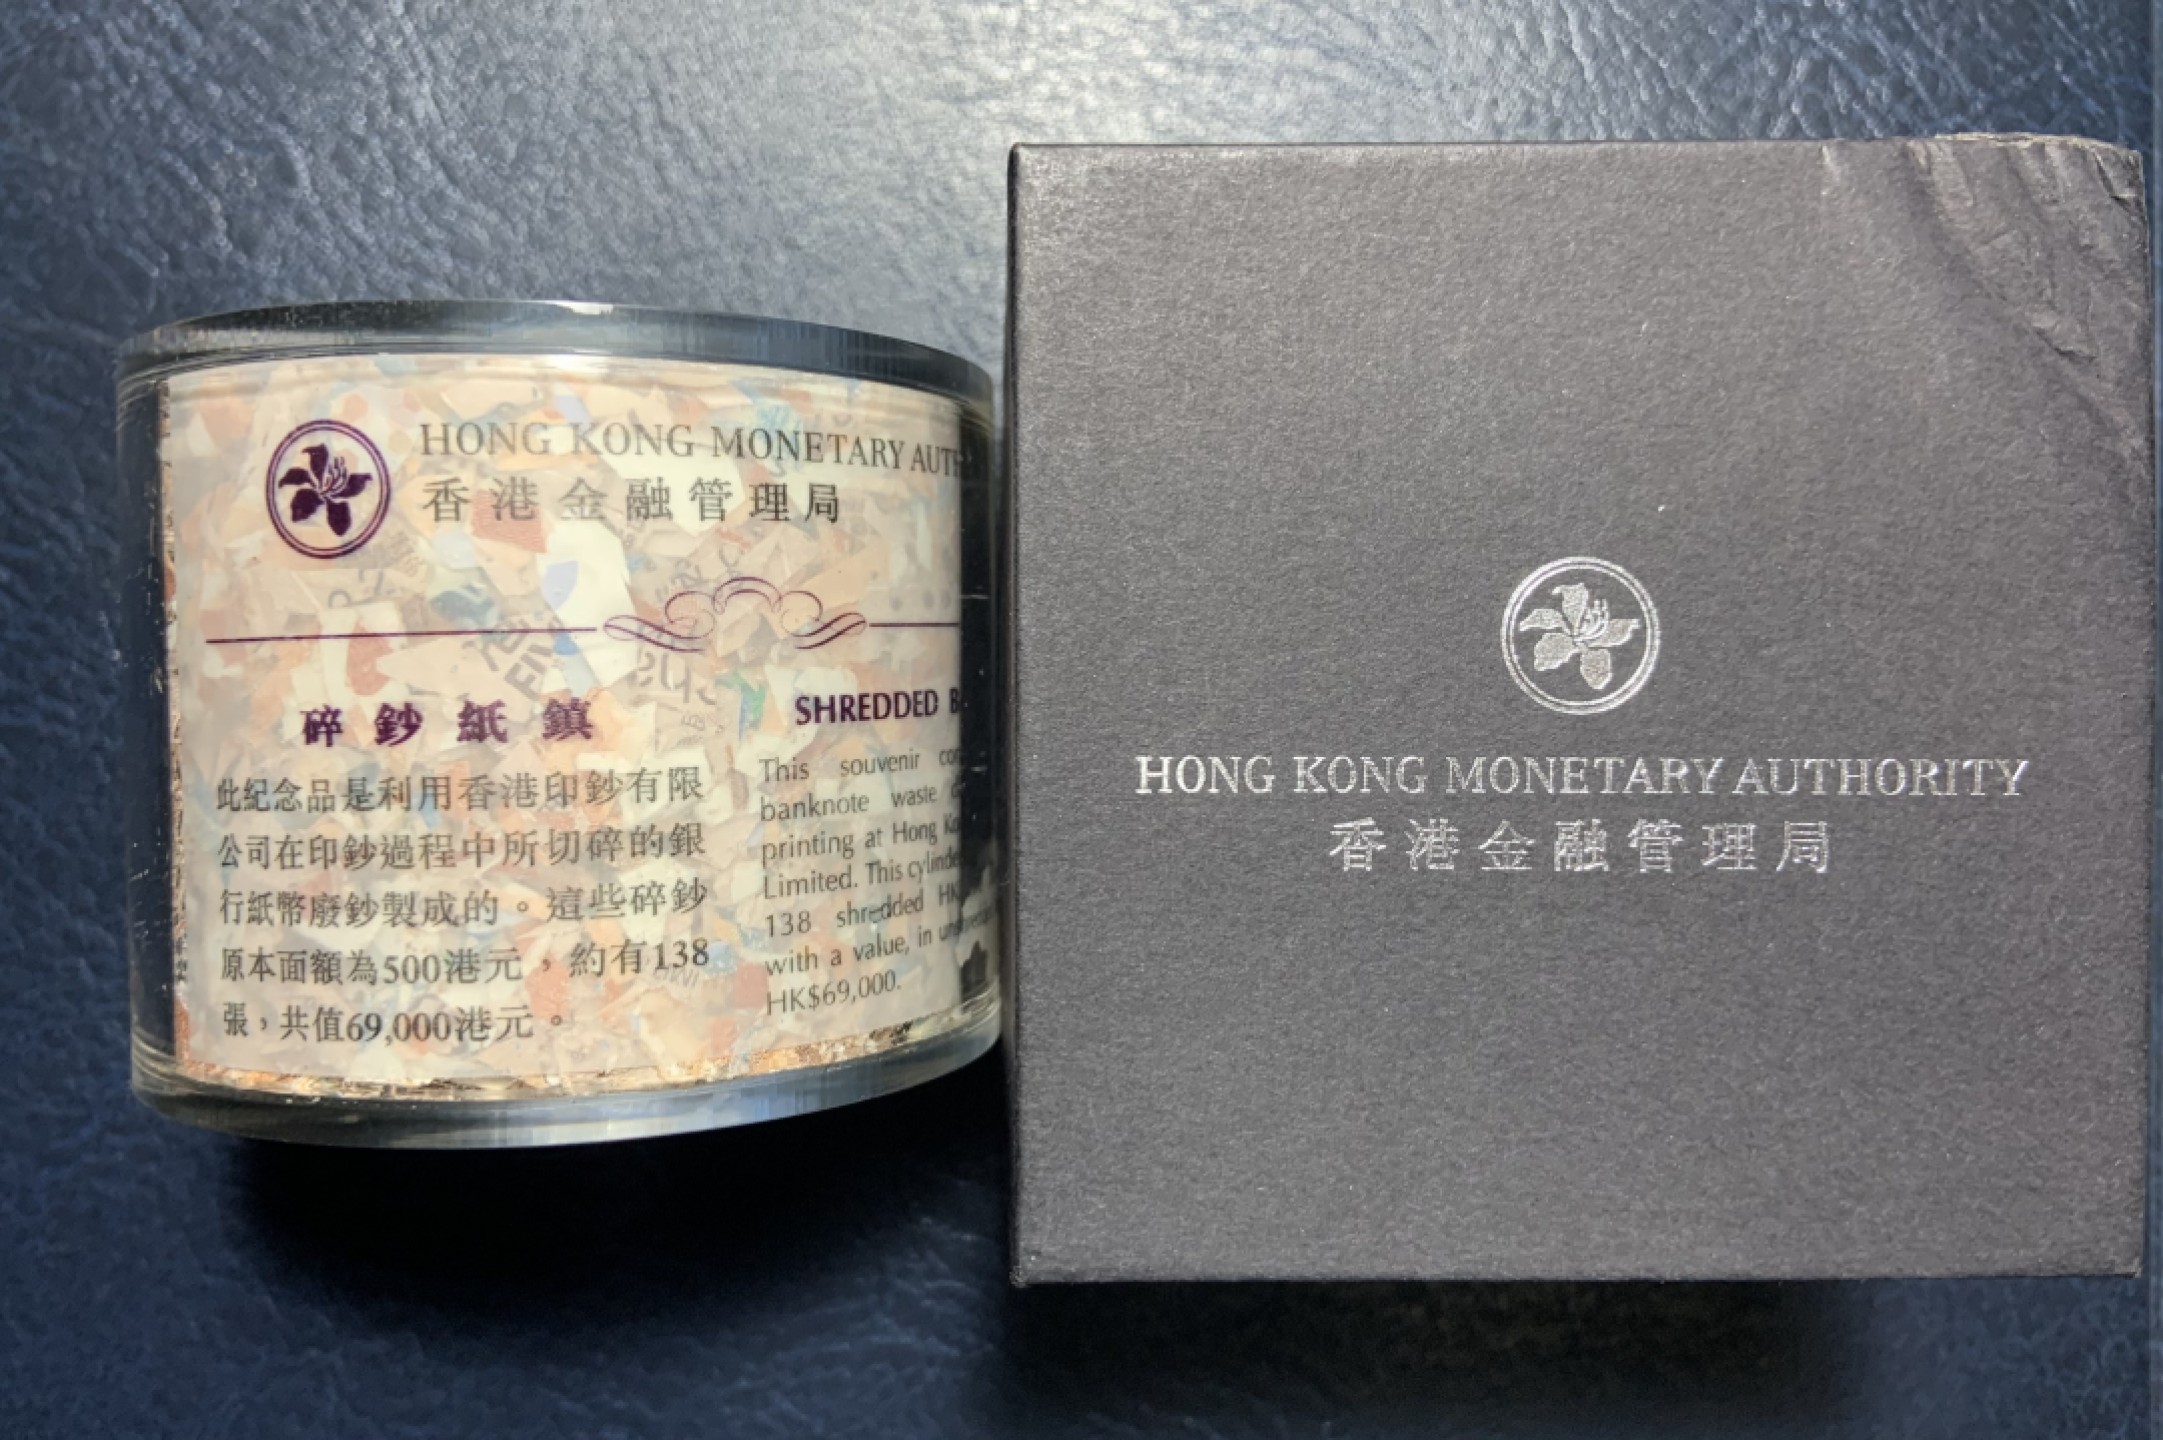 HONG KONG MONETARY
香港金融管理局
碎鈔紙鎮
SHREDDED
此紀念品是利用香港印鈔有限
公司在印鈔過程中所切碎的銀
行紙幣廢鈔製成的。這些碎鈔
原本面額為500港元，約有138
張，共值69,000港元。
This souvenir
banknote waste
printing at Hong
Limited. This
138 shredded
with a value, in
HK$69,000.
HONG KONG MONETARY AUTHORITY
香港金融管理局